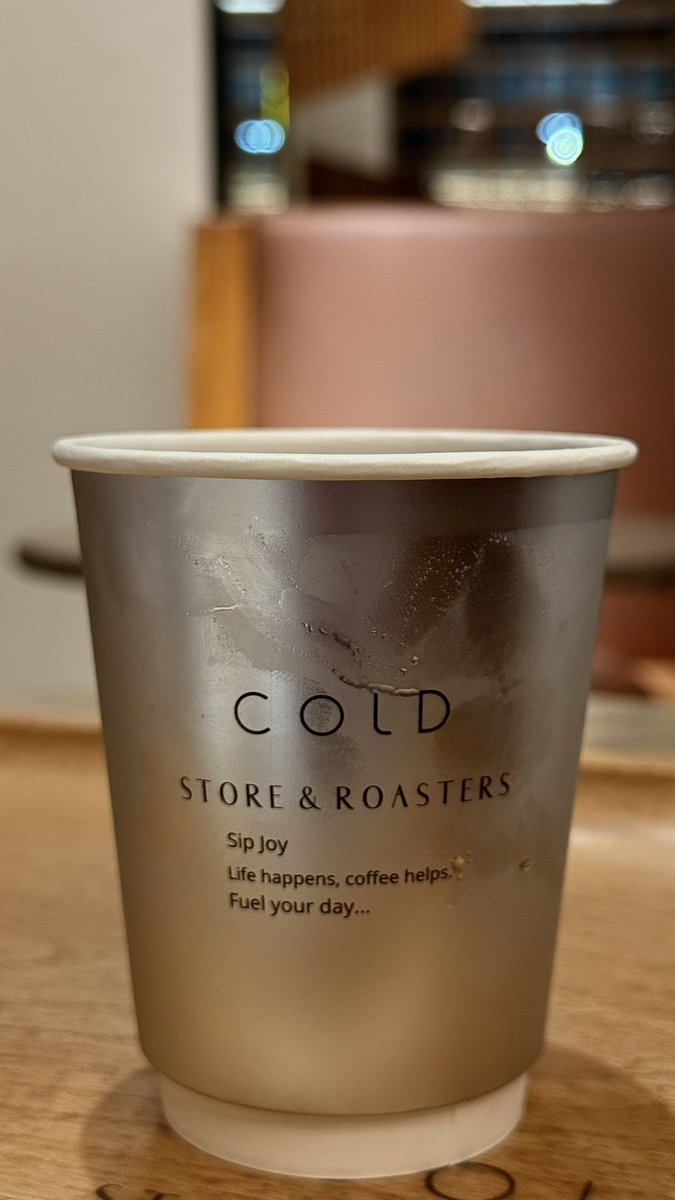 COLD
STORE & ROASTERS
Sip Joy
Life happens, coffee helps.
Fuel your day...